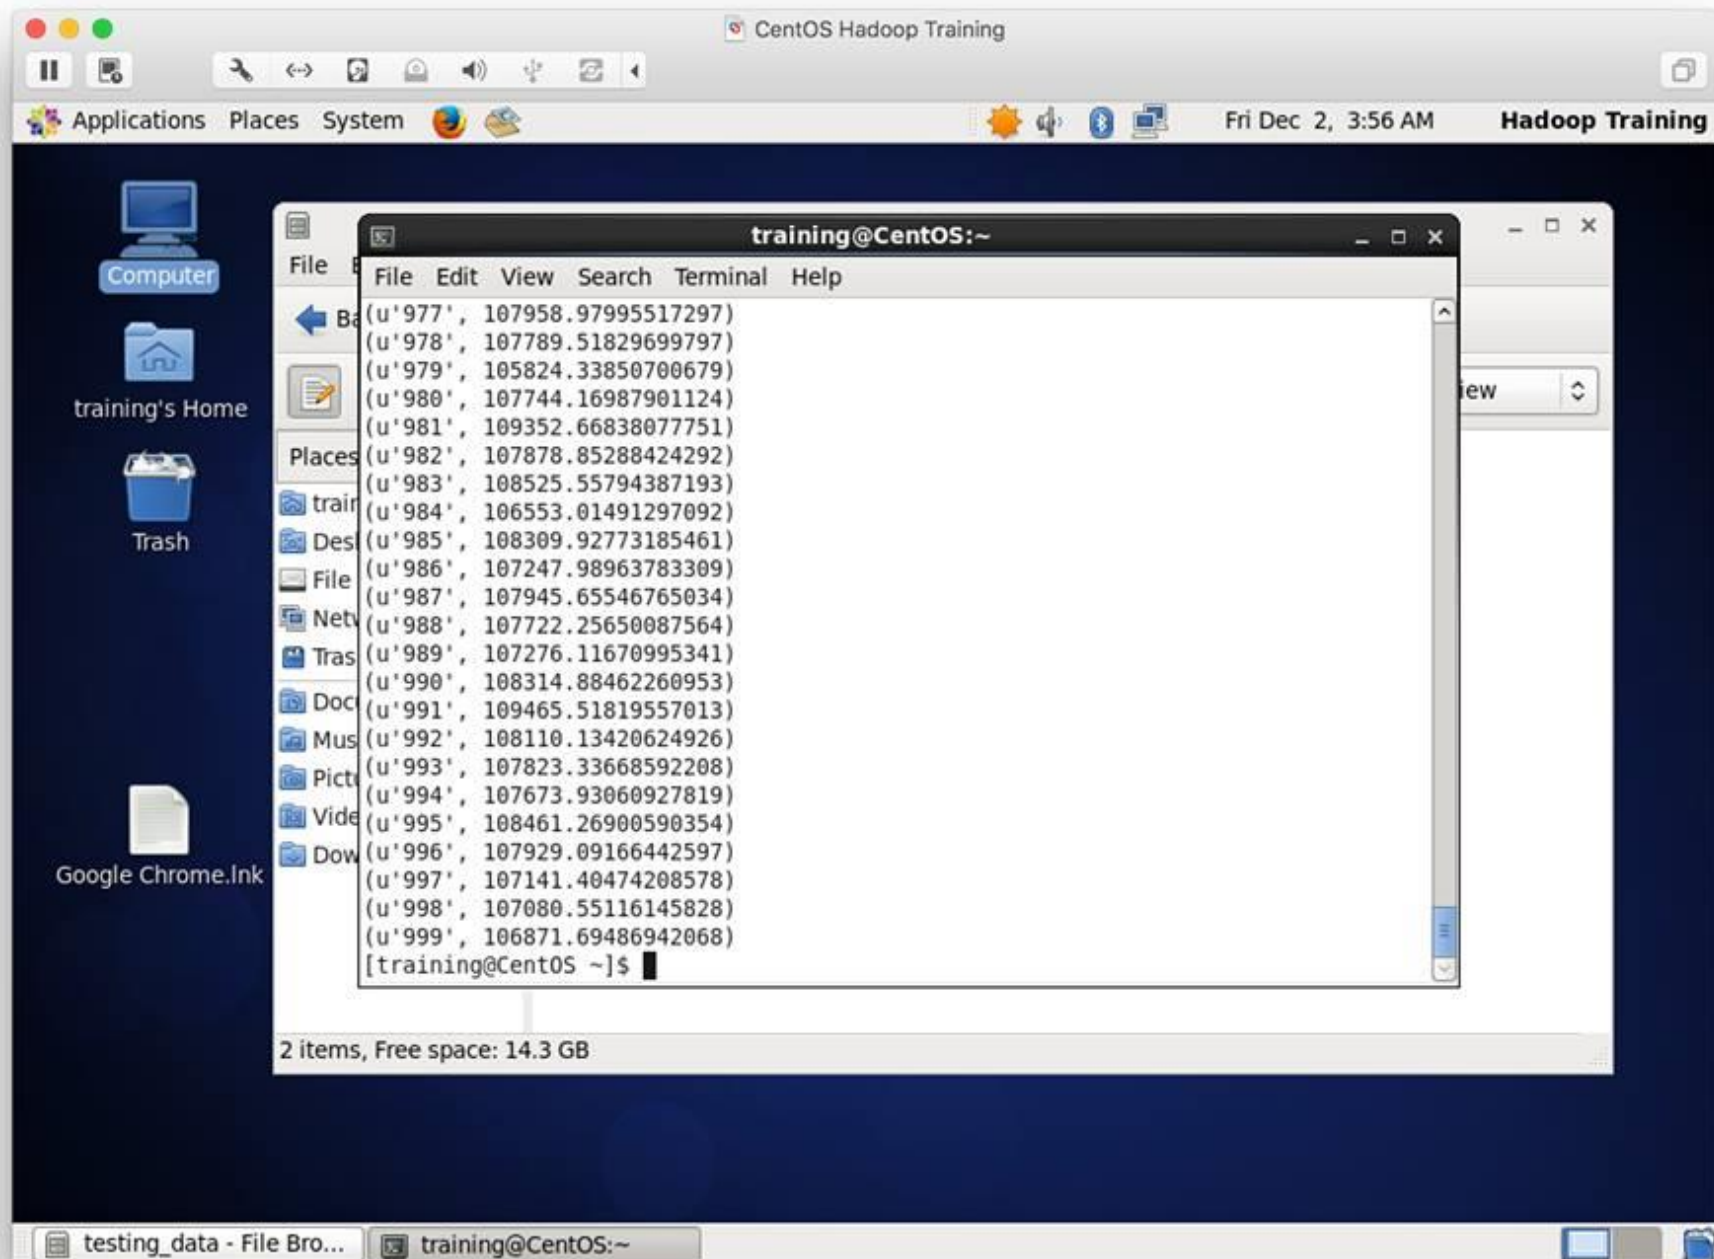 CentOS Hadoop Training
Applications Places System
Fri Dec 2, 3:56 AM
Hadoop Training
Computer
training's Home
Trash
Google Chrome.lnk
File
training@CentOS:~
File Edit View Search Terminal Help
(u'977', 107958.97995517297)
(u'978', 107789.51829699797)
(u'979', 105824.33850700679)
(u'980', 107744.16987901124)
(u'981', 109352.66838077751)
(u'982', 107878.85288424292)
(u'983', 108525.55794387193)
(u'984', 106553.01491297092)
(u'985', 108309.92773185461)
(u'986', 107247.98963783309)
(u'987', 107945.65546765034)
(u'988', 107722.25650087564)
(u'989', 107276.11670995341)
(u'990', 108314.88462260953)
(u'991', 109465.51819557013)
(u'992', 108110.13420624926)
(u'993', 107823.33668592208)
(u'994', 107673.93060927819)
(u'995', 108461.26900590354)
(u'996', 107929.09166442597)
(u'997', 107141.40474208578)
(u'998', 107080.55116145828)
(u'999', 106871.69486942068)
[training@CentOS ~]$
Places
File
2 items, Free space: 14.3 GB
testing_data - File Bro...
training@CentOS:~